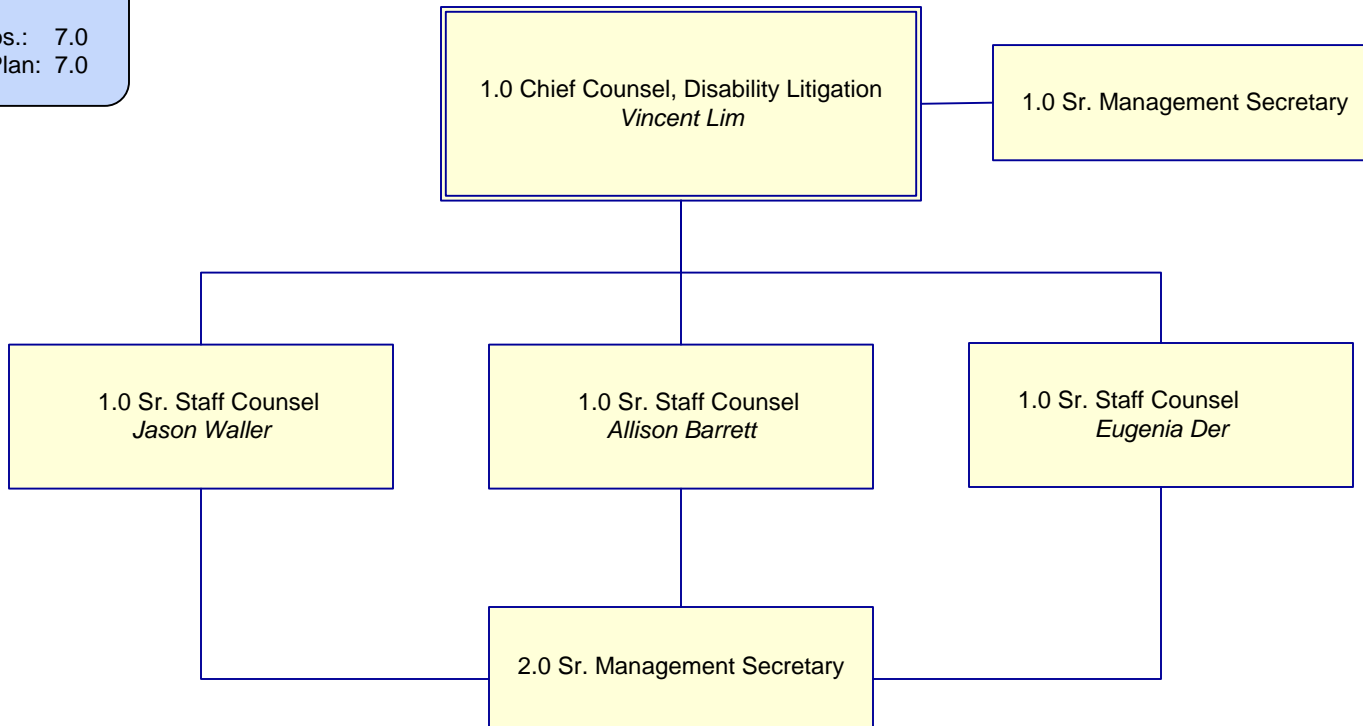 os.: 7.0
Plan: 7.0
1.0 Chief Counsel, Disability Litigation
Vincent Lim
1.0 Sr. Management Secretary
1.0 Sr. Staff Counsel
Jason Waller
1.0 Sr. Staff Counsel
Allison Barrett
1.0 Sr. Staff Counsel
Eugenia Der
2.0 Sr. Management Secretary